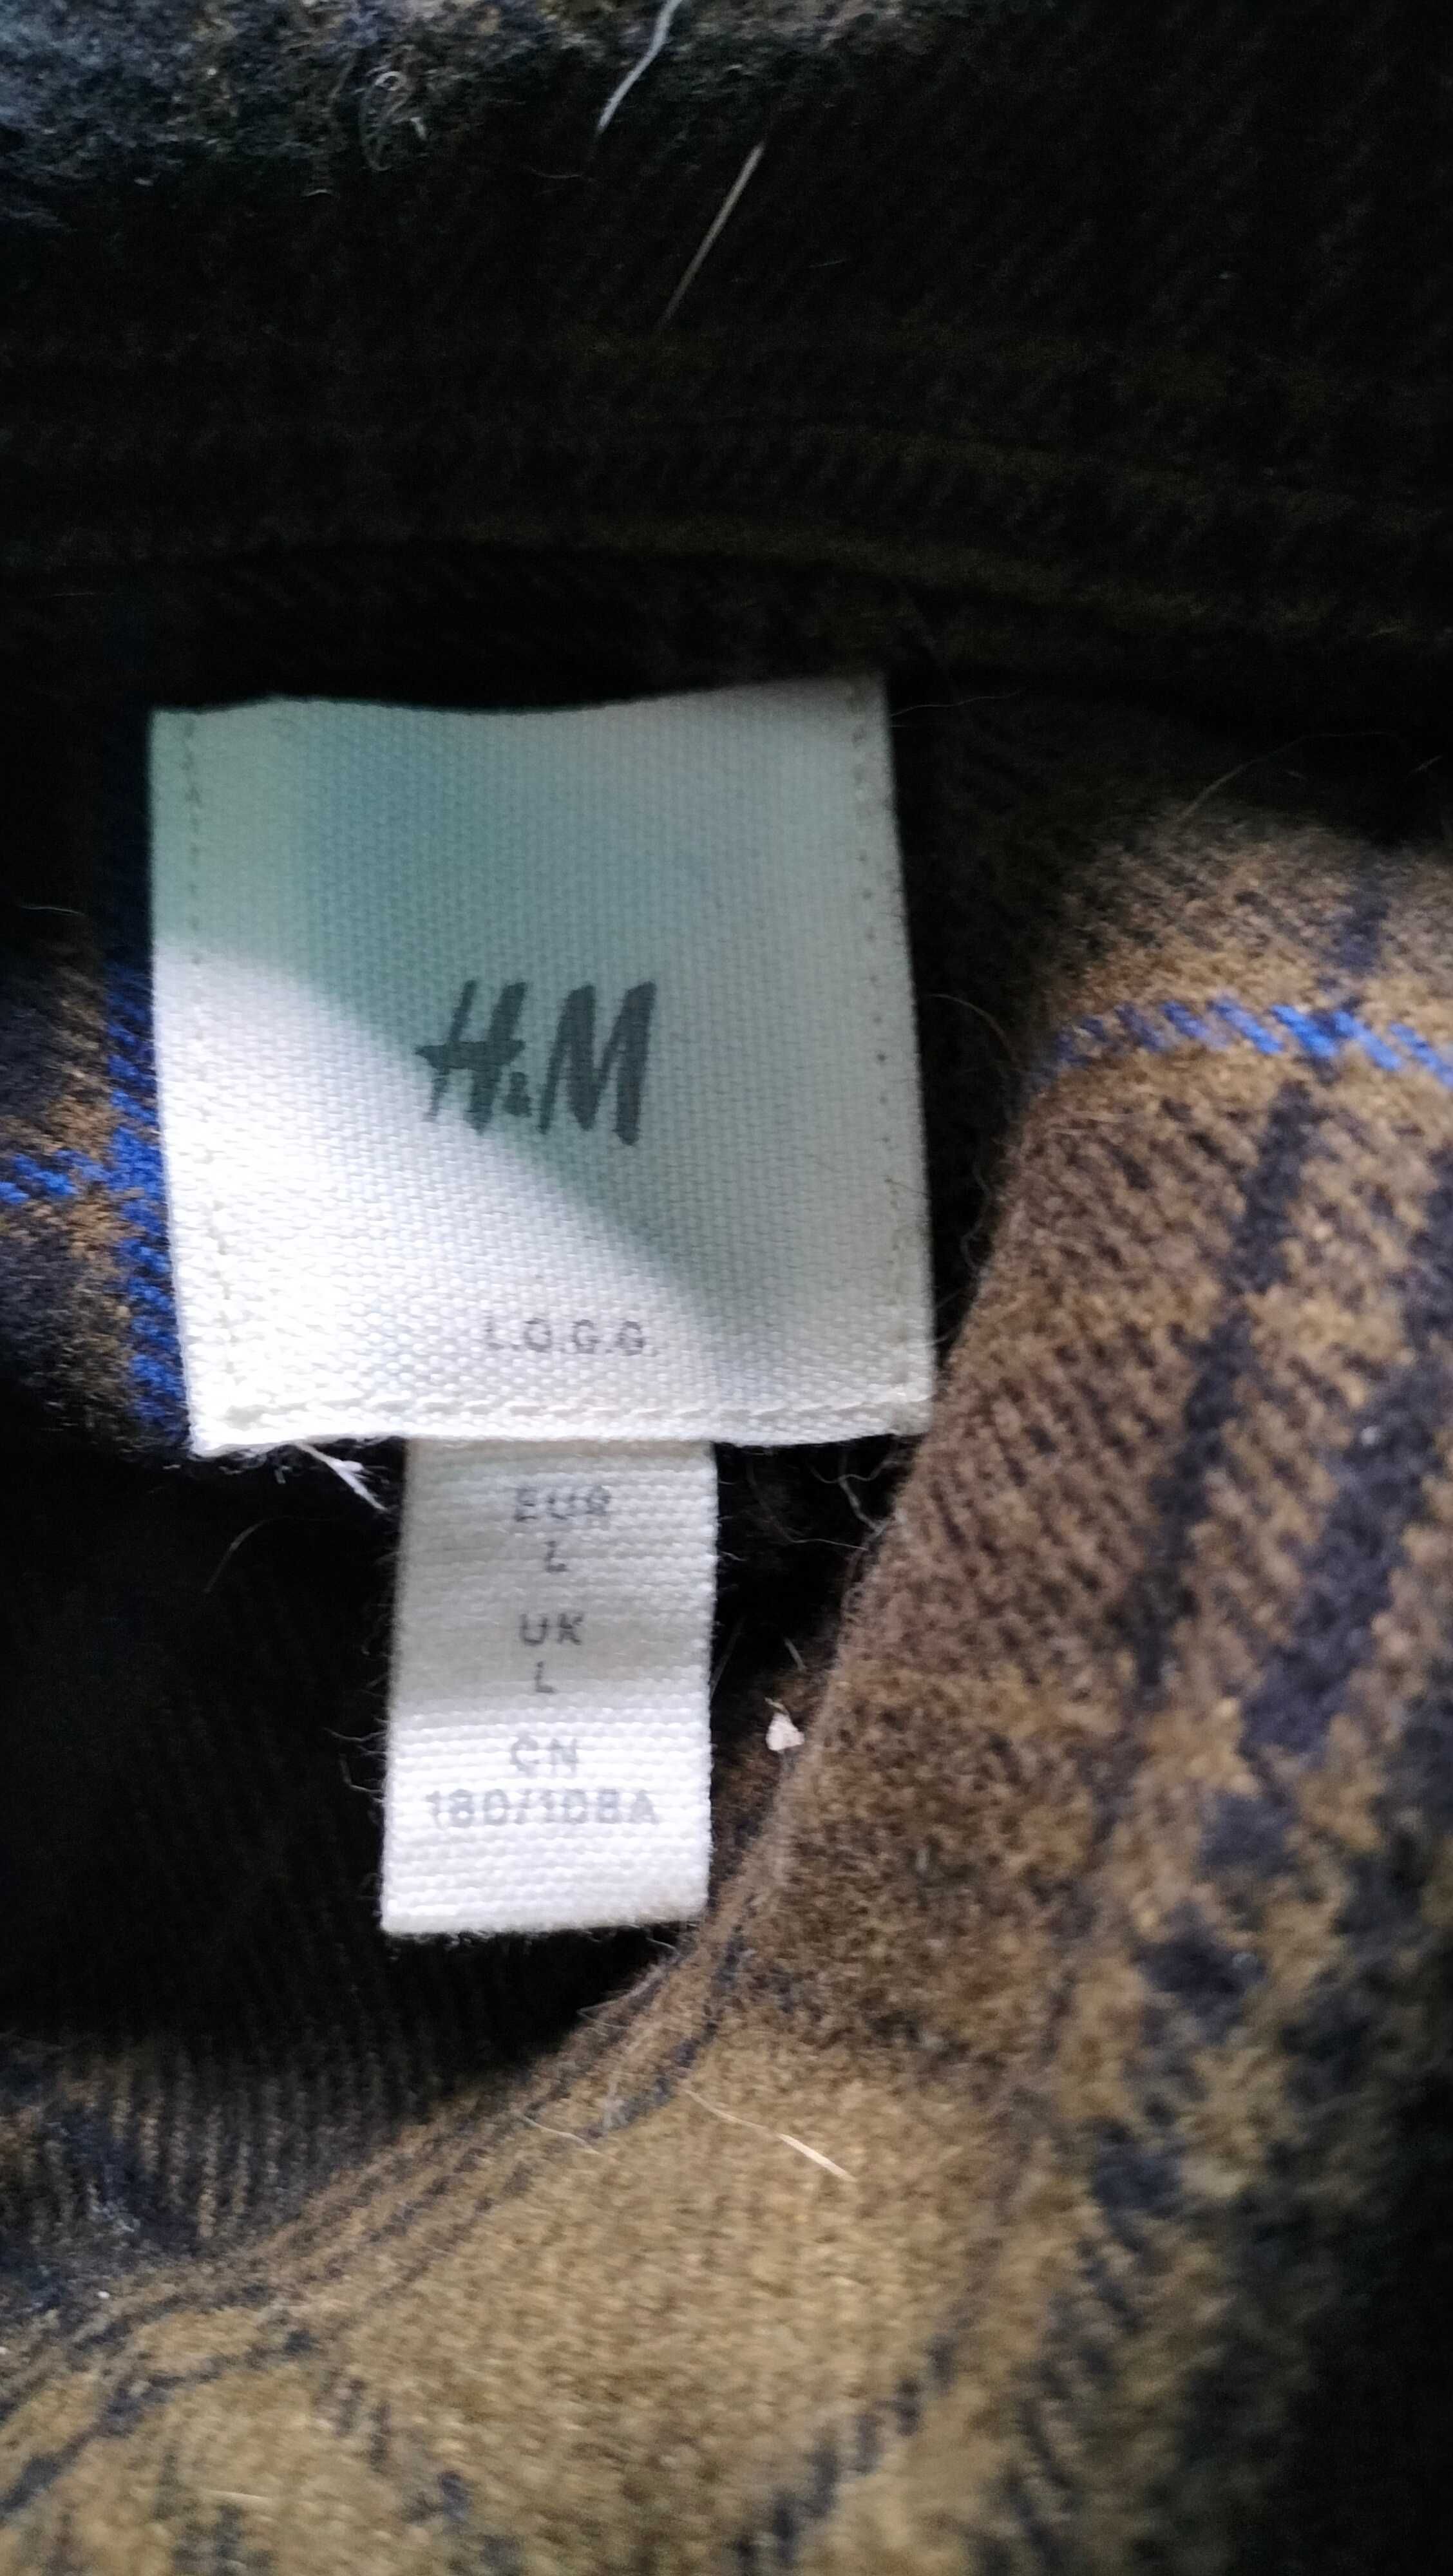 H&M
L.O.G.G.
EUR
L
UK
L
CN
180/108A